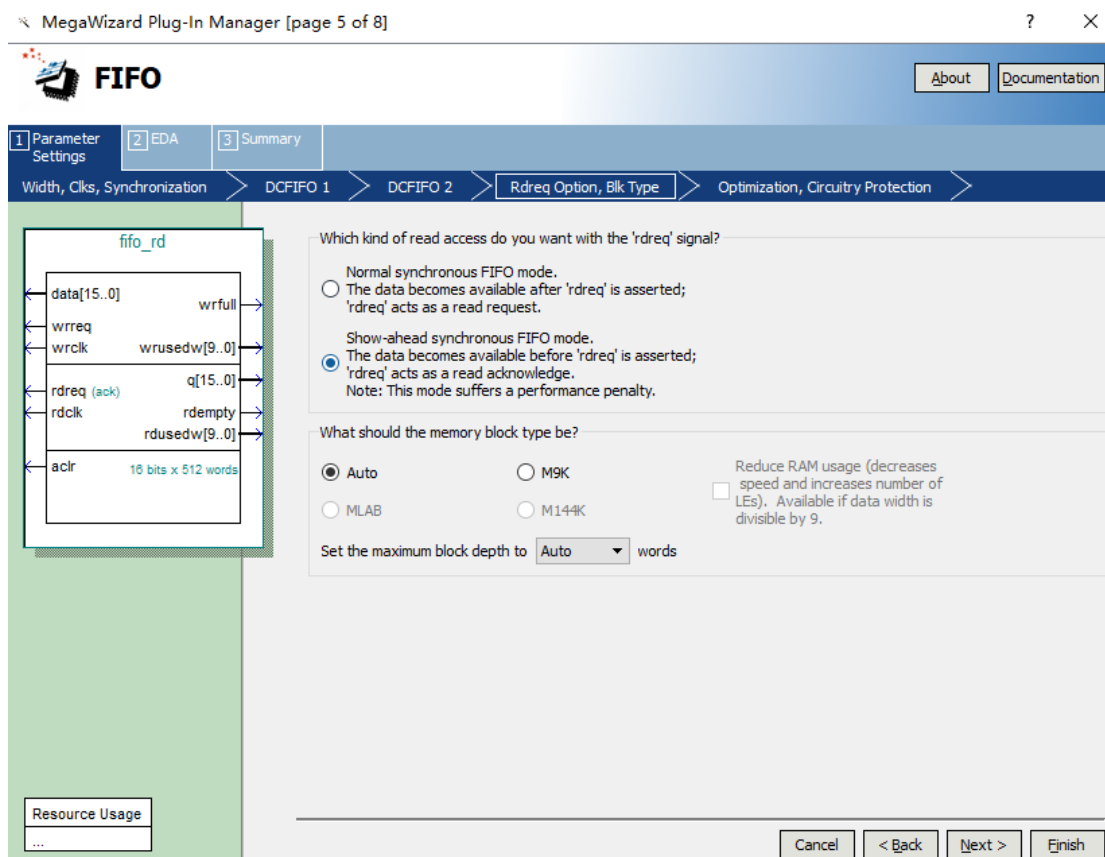 MegaWizard Plug-In Manager [page 5 of 8]
?
FIFO
About
Documentation
1 Parameter Settings
2 EDA
3 Summary
Width, Clks, Synchronization
DCFIFO 1
DCFIFO 2
Rdreq Option, Blk Type
Optimization, Circuitry Protection
fifo_rd
data[15..0]
wrfull
wrreq
wrclk
wrusedw[9..0]
q[15..0]
rdreq (ack)
rdclk
rdempty
rdusedw[9..0]
aclr
16 bits x 512 words
Which kind of read access do you want with the 'rdreq' signal?
Normal synchronous FIFO mode.
The data becomes available after 'rdreq' is asserted;
'rdreq' acts as a read request.
Show-ahead synchronous FIFO mode.
The data becomes available before 'rdreq' is asserted;
'rdreq' acts as a read acknowledge.
Note: This mode suffers a performance penalty.
What should the memory block type be?
Auto
M9K
MLAB
M144K
Reduce RAM usage (decreases
speed and increases number of
LEs). Available if data width is
divisible by 9.
Set the maximum block depth to Auto words
Resource Usage
...
Cancel
< Back
Next >
Finish